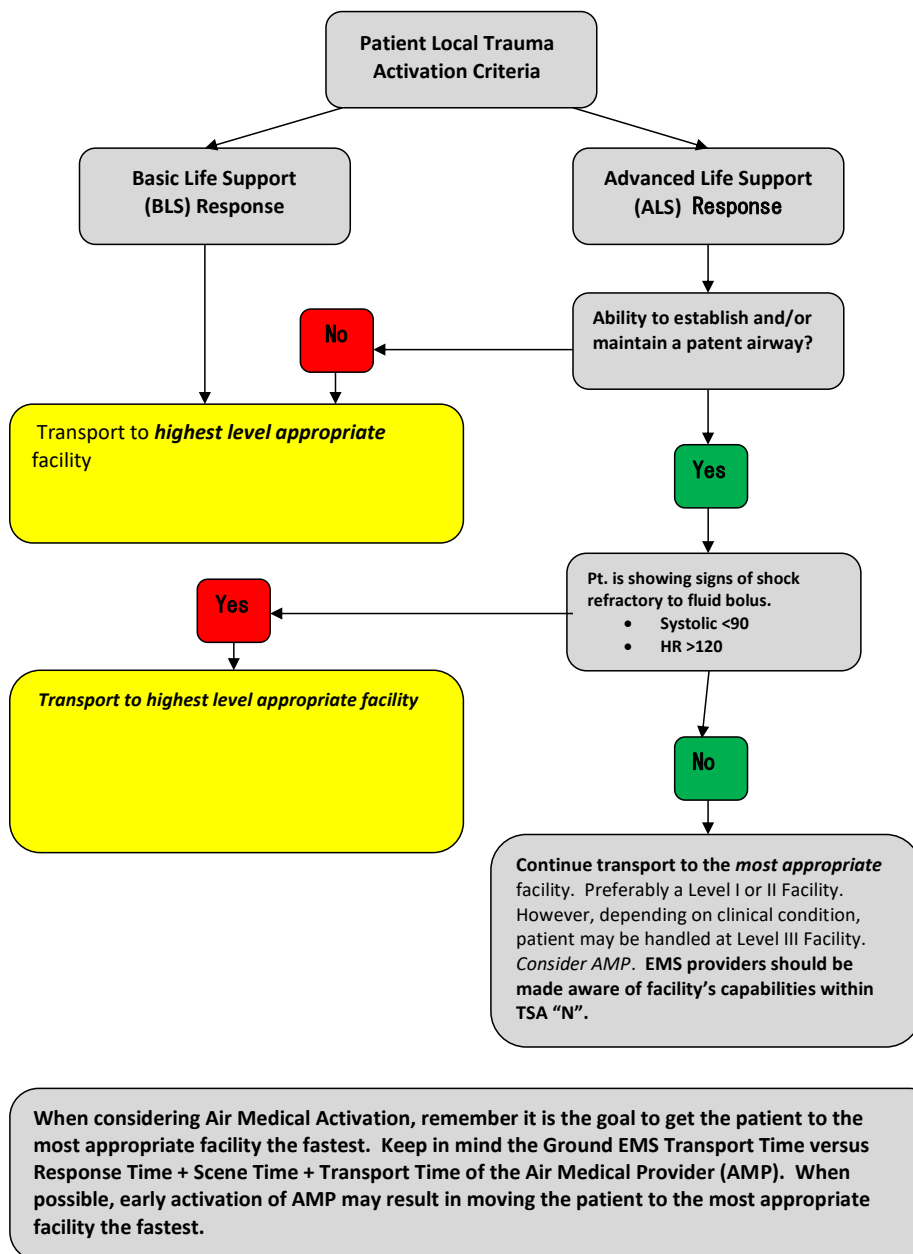 Patient Local Trauma
Activation Criteria
Basic Life Support
(BLS) Response
Advanced Life Support
(ALS) Response
Ability to establish and/or
maintain a patent airway?
No
Transport to highest level appropriate
facility
Yes
Pt. is showing signs of shock
refractory to fluid bolus.
• Systolic <90
• HR >120
Yes
Transport to highest level appropriate facility
No
Continue transport to the most appropriate
facility. Preferably a Level I or II Facility.
However, depending on clinical condition,
patient may be handled at Level III Facility.
Consider AMP. EMS providers should be
made aware of facility's capabilities within
TSA “N”.
When considering Air Medical Activation, remember it is the goal to get the patient to the
most appropriate facility the fastest. Keep in mind the Ground EMS Transport Time versus
Response Time + Scene Time + Transport Time of the Air Medical Provider (AMP). When
possible, early activation of AMP may result in moving the patient to the most appropriate
facility the fastest.